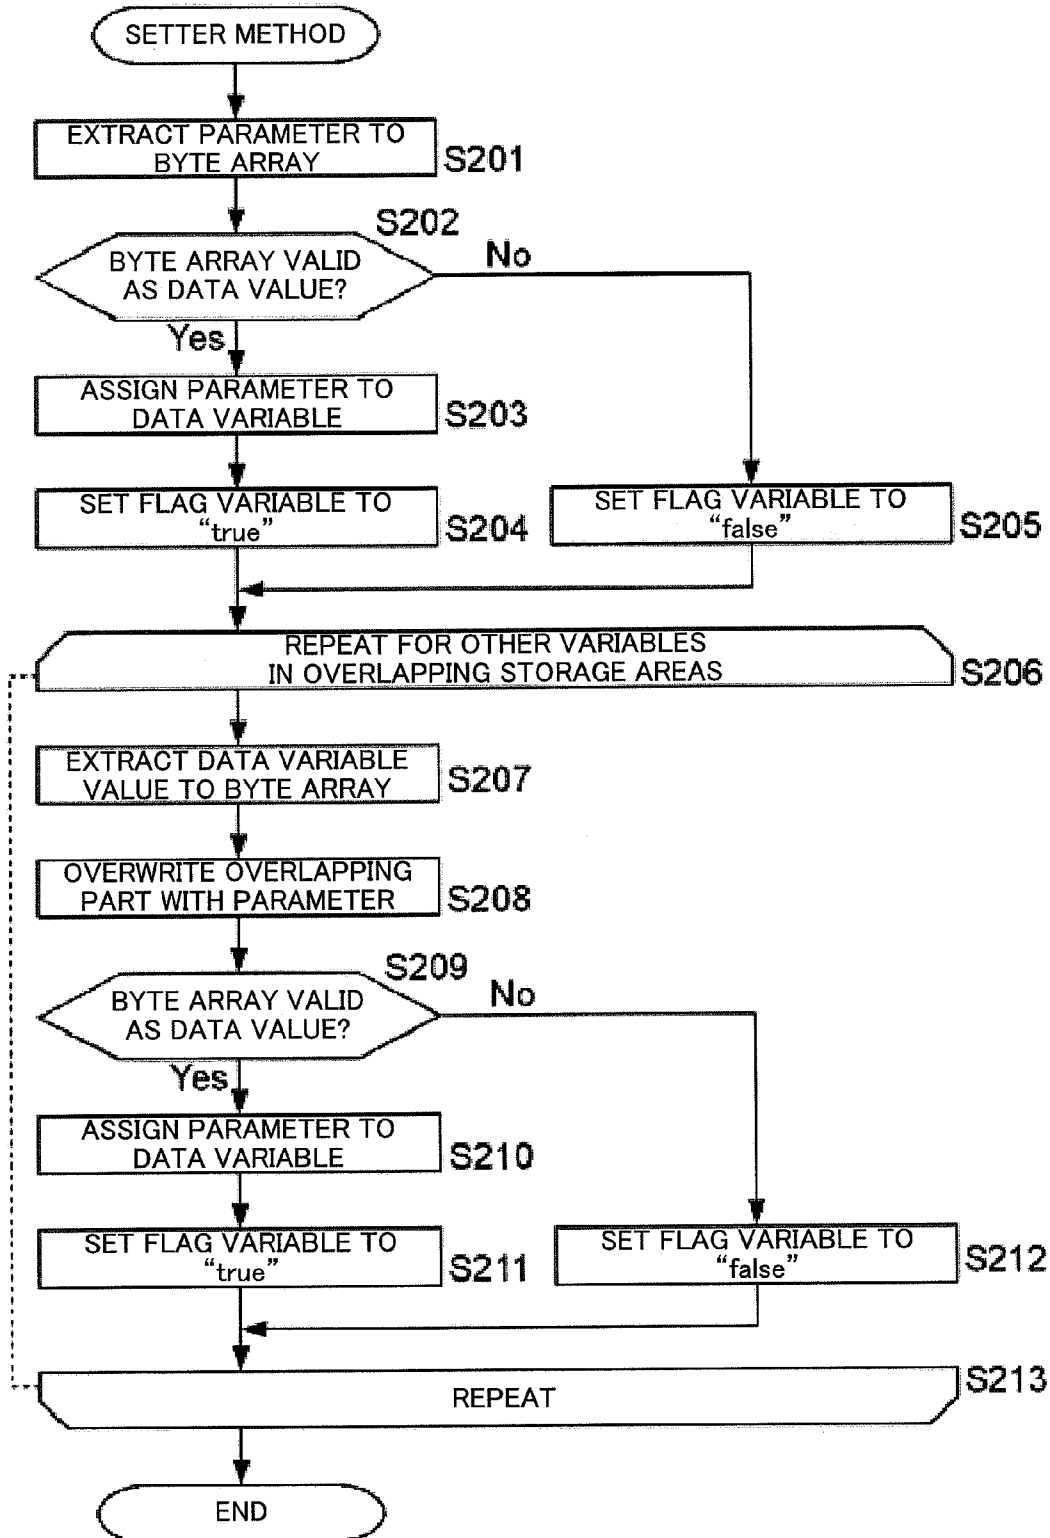 SETTER METHOD
EXTRACT PARAMETER TO
BYTE ARRAY
S201
S202
BYTE ARRAY VALID
AS DATA VALUE?
No
Yes
ASSIGN PARAMETER TO
DATA VARIABLE
S203
SET FLAG VARIABLE TO
“true”
S204
SET FLAG VARIABLE TO
“false”
S205
REPEAT FOR OTHER VARIABLES
IN OVERLAPPING STORAGE AREAS
S206
EXTRACT DATA VARIABLE
VALUE TO BYTE ARRAY
S207
OVERWRITE OVERLAPPING
PART WITH PARAMETER
S208
S209
BYTE ARRAY VALID
AS DATA VALUE?
No
Yes
ASSIGN PARAMETER TO
DATA VARIABLE
S210
SET FLAG VARIABLE TO
“true”
S211
SET FLAG VARIABLE TO
“false”
S212
REPEAT
S213
END